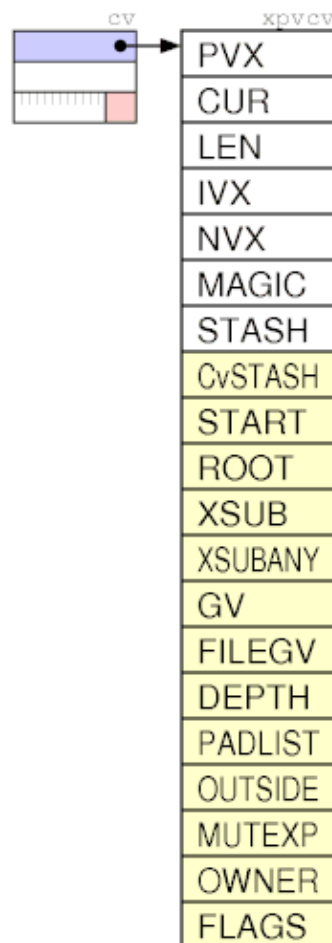 cv xpvcv
PVX
CUR
LEN
IVX
NVX
MAGIC
STASH
CvSTASH
START
ROOT
XSUB
XSUBANY
GV
FILEGV
DEPTH
PADLIST
OUTSIDE
MUTEXP
OWNER
FLAGS